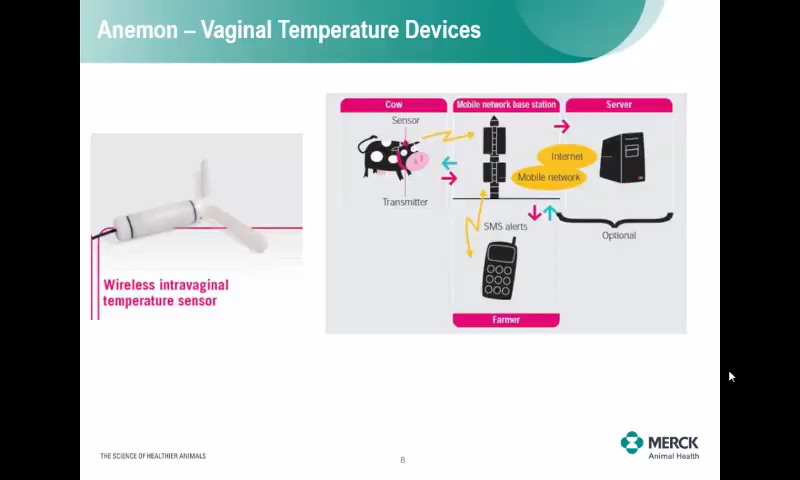 Anemon – Vaginal Temperature Devices
Wireless intravaginal
temperature sensor
Cow
Mobile network base station
Server
Sensor
Transmitter
Internet
Mobile network
SMS alerts
Optional
Farmer
THE SCIENCE OF HEALTHIER ANIMALS
8
MERCK
Animal Health